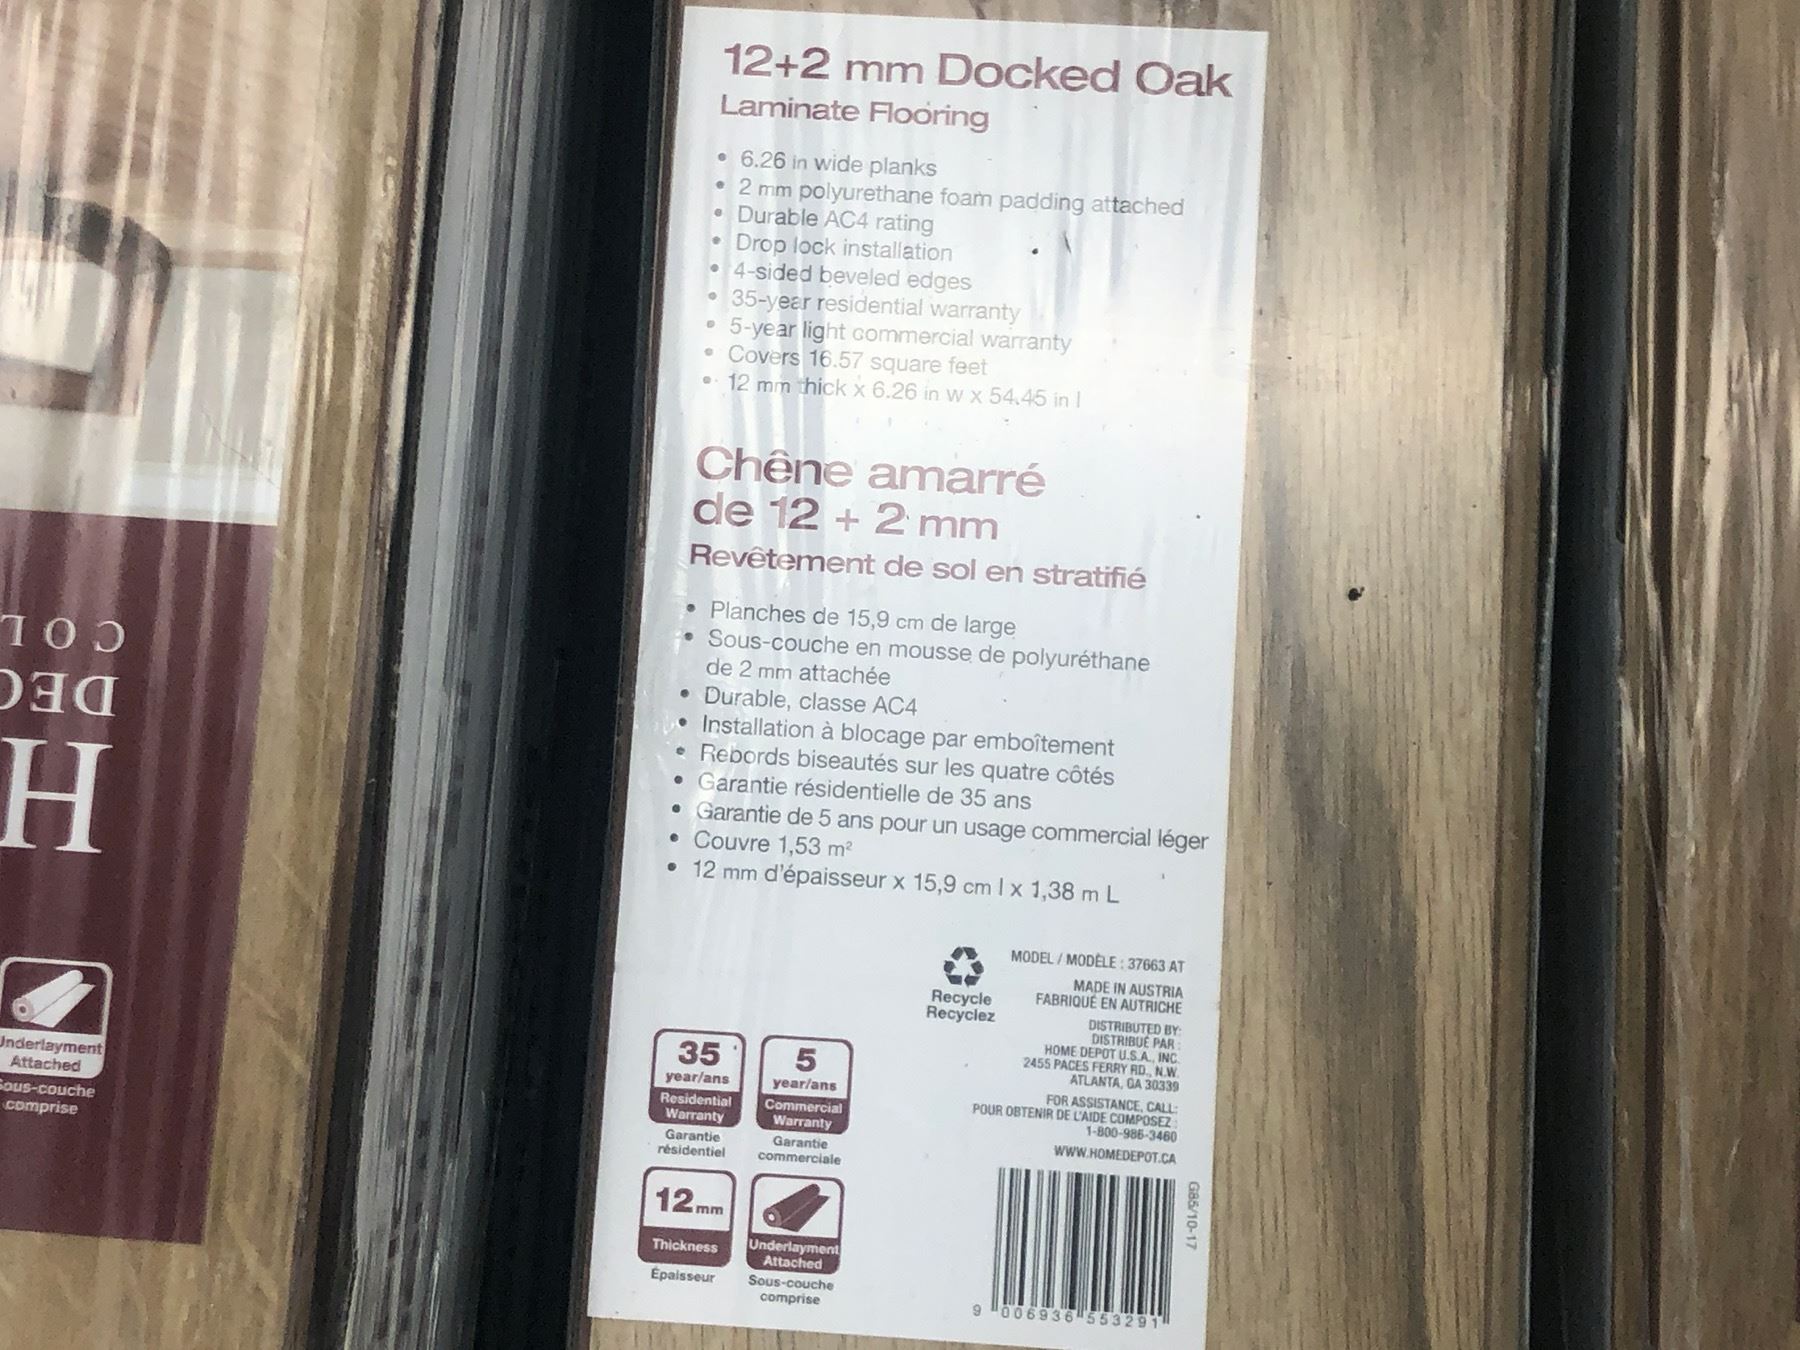 12+2 mm Docked Oak
Laminate Flooring
• 6.26 in wide planks
• 2 mm polyurethane foam padding attached
• Durable AC4 rating
• Drop lock installation
• 4-sided beveled edges
• 35-year residential warranty
• 5-year light commercial warranty
• Covers 16.57 square feet
• 12 mm thick x 6.26 in w x 54.45 in l
Chêne amarré
de 12 + 2 mm
Revêtement de sol en stratifié
• Planches de 15,9 cm de large
• Sous-couche en mousse de polyuréthane
de 2 mm attachée
• Durable, classe AC4
• Installation à blocage par emboîtement
• Rebords biseautés sur les quatre côtés
• Garantie résidentielle de 35 ans
• Garantie de 5 ans pour un usage commercial léger
• Couvre 1,53 m²
• 12 mm d'épaisseur x 15,9 cm l x 1,38 m L
Recycle
Recyclez
MODEL / MODÈLE : 37663 AT
MADE IN AUSTRIA
FABRIQUÉ EN AUTRICHE
DISTRIBUTED BY:
DISTRIBUÉ PAR :
HOME DEPOT U.S.A., INC.
2455 PACES FERRY RD., N.W.
ATLANTA, GA 30339
FOR ASSISTANCE, CALL:
POUR OBTENIR DE L'AIDE COMPOSEZ :
1-800-986-3460
WWW.HOMEDEPOT.CA
35
year/ans
Residential
Warranty
Garantie
résidentiel
5
year/ans
Commercial
Warranty
Garantie
commerciale
12 mm
Thickness
Épaisseur
Underlayment
Attached
Sous-couche
comprise
G85/10-17
9 006936 553291
H
DEC
COL
Underlayment
Attached
Sous-couche
comprise